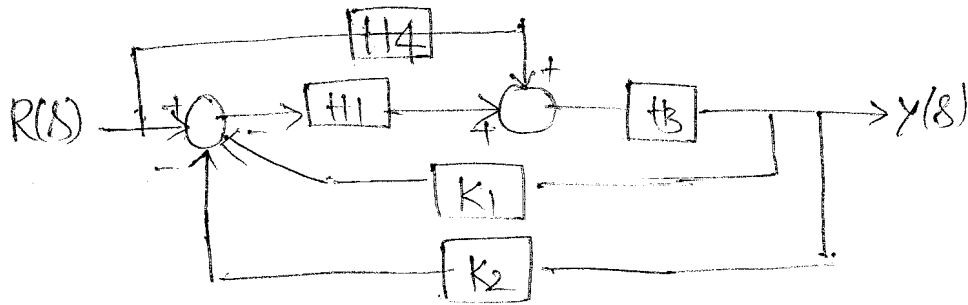 H4
R(s) + - H1 + + H3 Y(s)
- K1
K2